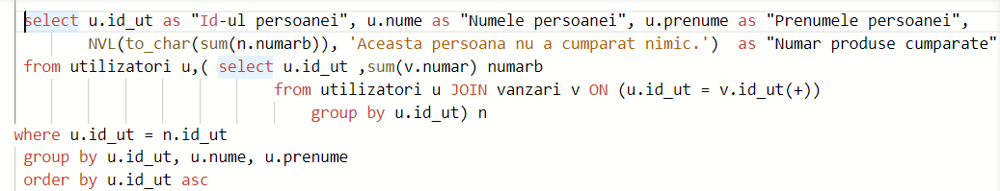 select u.id_ut as "Id-ul persoanei", u.nume as "Numele persoanei", u.prenume as "Prenumele persoanei",
NVL(to_char(sum(n.numarb)), 'Aceasta persoana nu a cumparat nimic.')  as "Numar produse cumparate"
from utilizatori u,( select u.id_ut ,sum(v.numar) numarb
from utilizatori u JOIN vanzari v ON (u.id_ut = v.id_ut(+))
group by u.id_ut) n
where u.id_ut = n.id_ut
group by u.id_ut, u.nume, u.prenume
order by u.id_ut asc